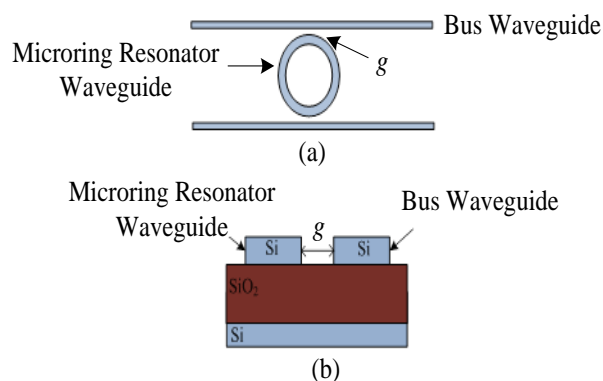 Bus Waveguide
Microring Resonator
Waveguide
g
(a)
Microring Resonator
Waveguide
Bus Waveguide
g
Si
Si
SiO2
Si
(b)